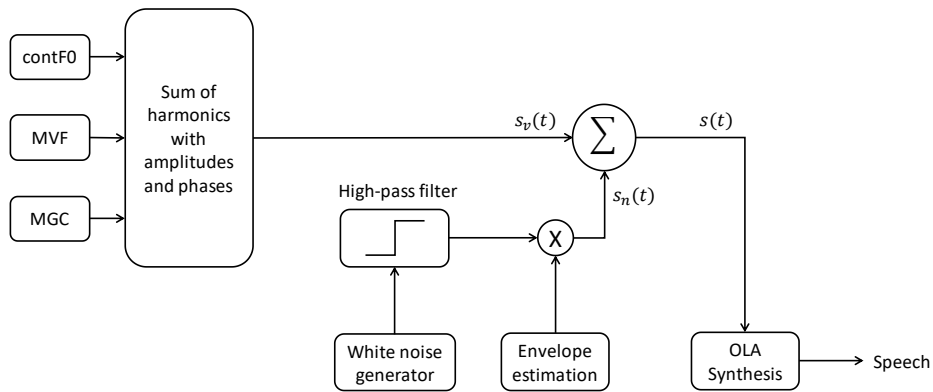 contF0
MVF
MGC
Sum of
harmonics
with
amplitudes
and phases
s_v(t)
∑
s(t)
s_n(t)
High-pass filter
X
White noise
generator
Envelope
estimation
OLA
Synthesis
Speech